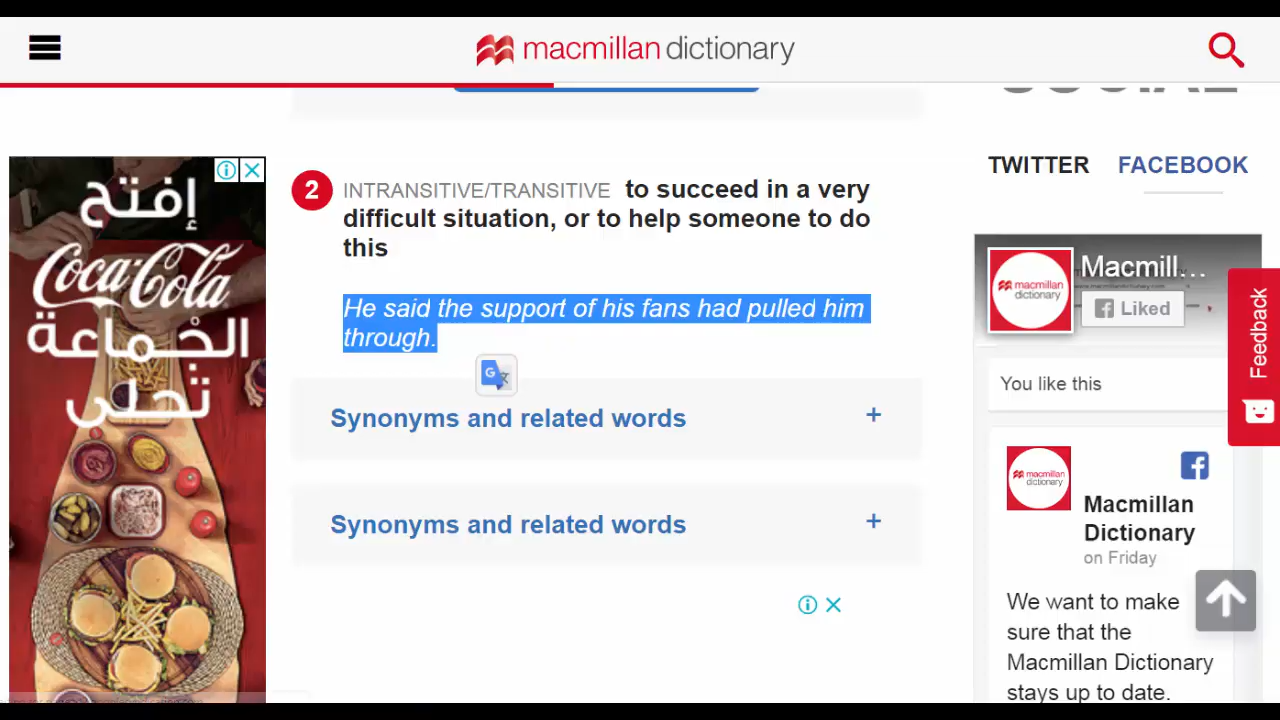 macmillan dictionary
TWITTER
FACEBOOK
إفتح
Coca-Cola
الجَماعة
تحلى
2
INTRANSITIVE/TRANSITIVE to succeed in a very
difficult situation, or to help someone to do
this
He said the support of his fans had pulled him
through.
G
Synonyms and related words
+
Synonyms and related words
+
Macmill...
macmillan
dictionary
Liked
You like this
Feedback
macmillan
dictionary
Macmillan
Dictionary
on Friday
We want to make
sure that the
Macmillan Dictionary
stays up to date.